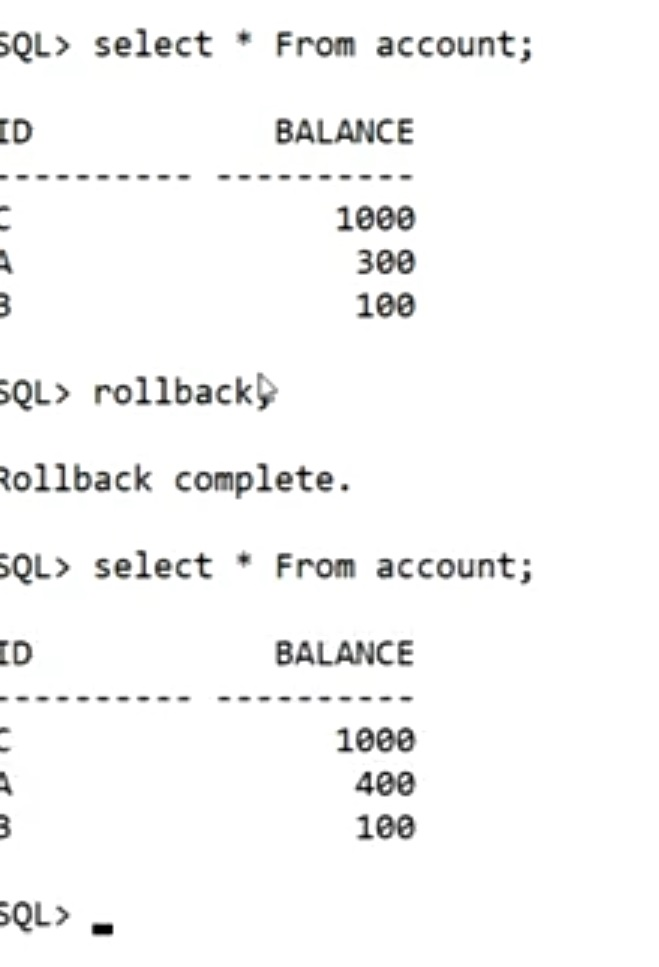 SQL> select * From account;
ID BALANCE
---------- ----------
C 1000
A 300
B 100
SQL> rollback;
Rollback complete.
SQL> select * From account;
ID BALANCE
---------- ----------
C 1000
A 400
B 100
SQL>